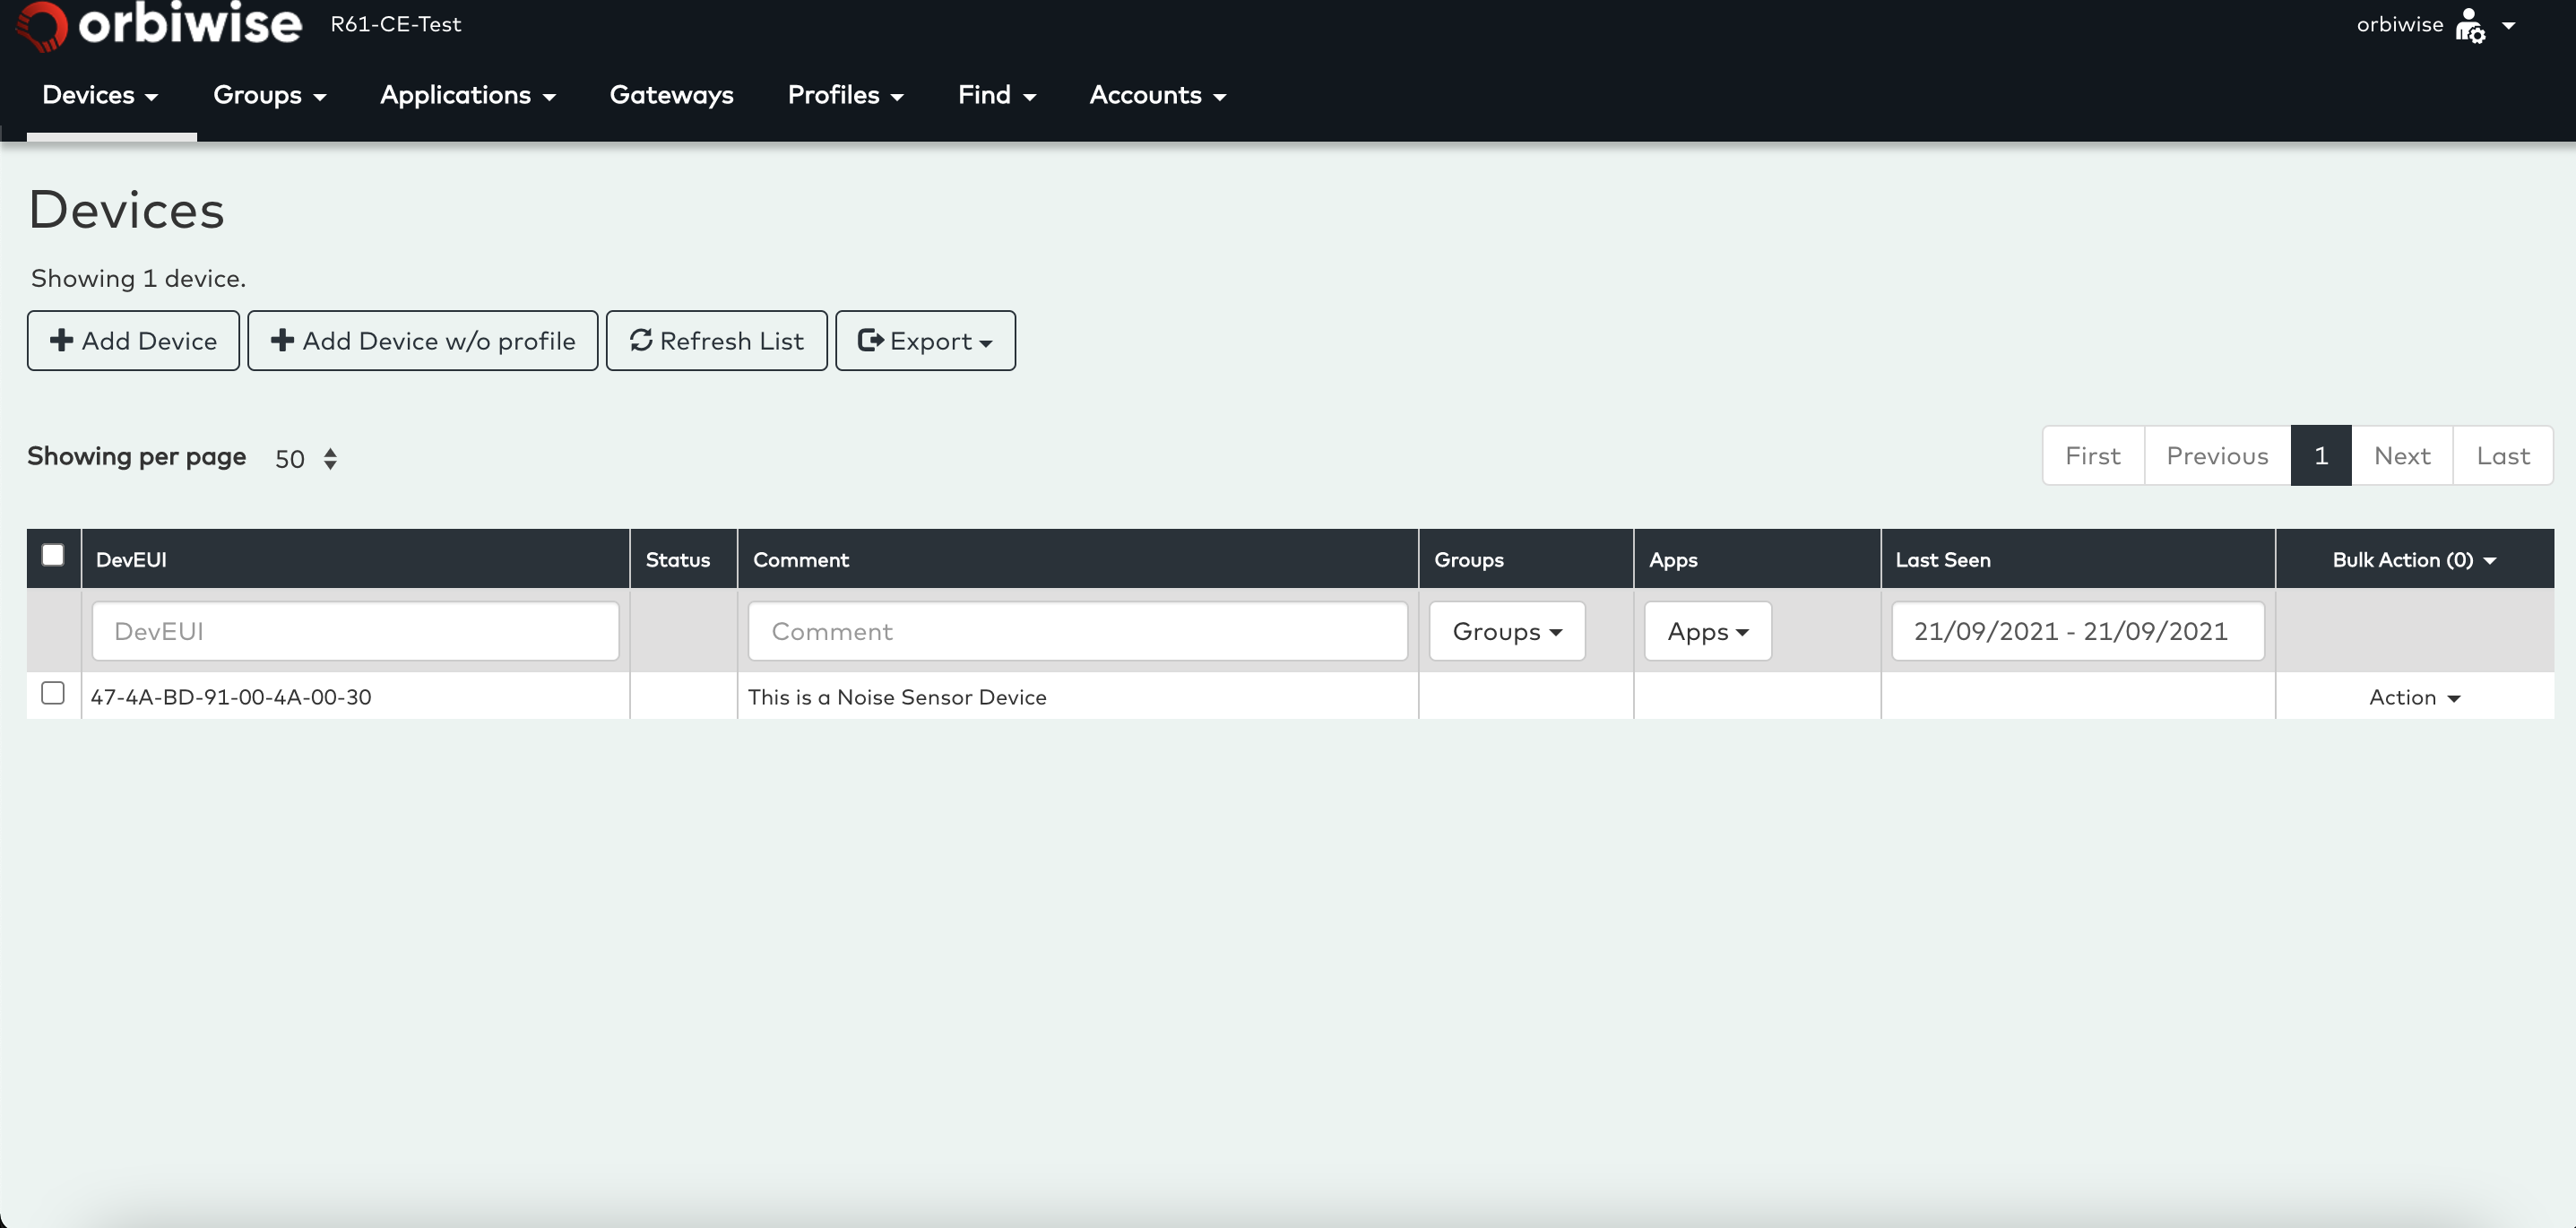 orbiwise R61-CE-Test orbiwise
Devices Groups Applications Gateways Profiles Find Accounts
Devices
Showing 1 device.
Add Device Add Device w/o profile Refresh List Export
Showing per page 50 First Previous 1 Next Last
DevEUI Status Comment Groups Apps Last Seen Bulk Action (0)
DevEUI Comment Groups Apps 21/09/2021 - 21/09/2021
47-4A-BD-91-00-4A-00-30 This is a Noise Sensor Device Action